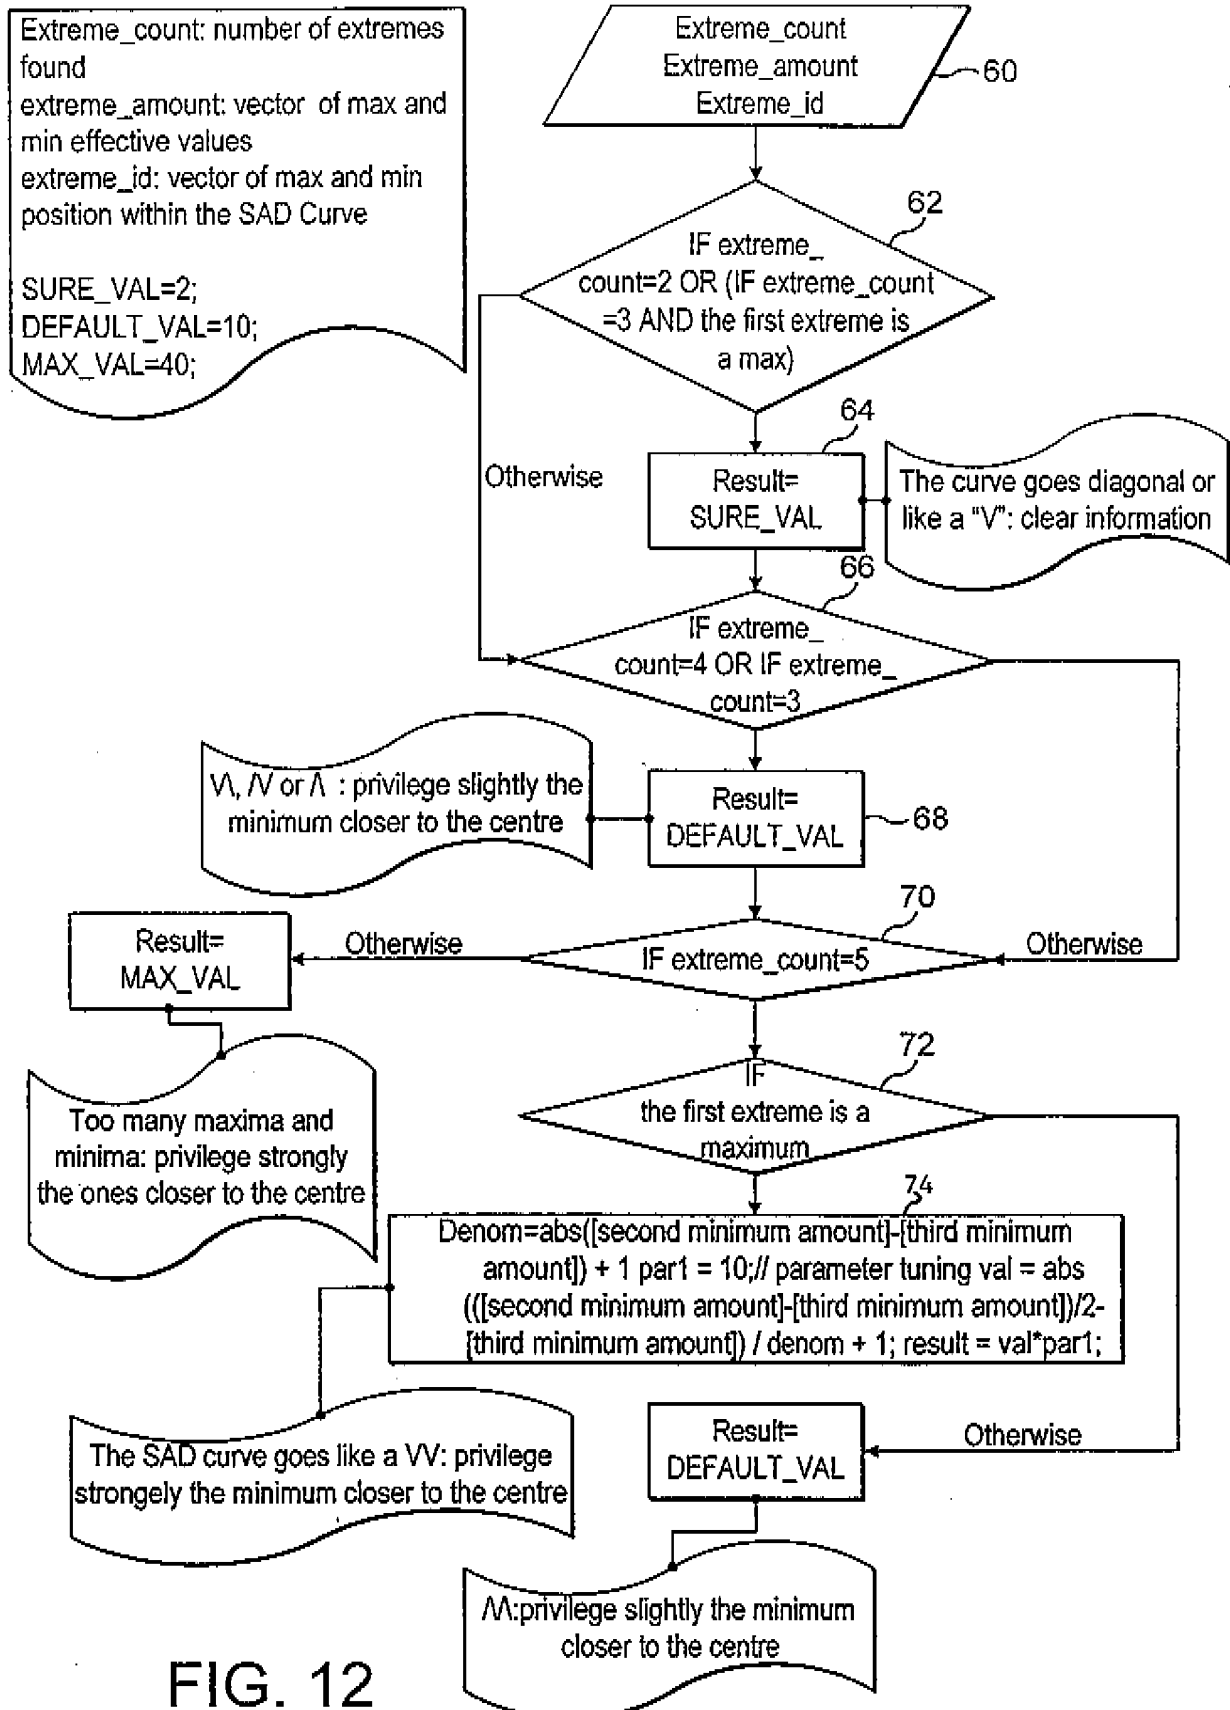 Extreme_count: number of extremes
found
extreme_amount: vector of max and
min effective values
extreme_id: vector of max and min
position within the SAD Curve
SURE_VAL=2;
DEFAULT_VAL=10;
MAX_VAL=40;
Extreme_count
Extreme_amount
Extreme_id
60
62
IF extreme_
count=2 OR (IF extreme_count
=3 AND the first extreme is
a max)
Otherwise
64
Result=
SURE_VAL
The curve goes diagonal or
like a "V": clear information
66
IF extreme_
count=4 OR IF extreme_
count=3
V\, /V or /\ : privilege slightly the
minimum closer to the centre
Result=
DEFAULT_VAL
68
70
IF extreme_count=5
Otherwise
Otherwise
Result=
MAX_VAL
Too many maxima and
minima: privilege strongly
the ones closer to the centre
72
IF
the first extreme is a
maximum
74
Denom=abs([second minimum amount]-[third minimum
amount]) + 1 par1 = 10;// parameter tuning val = abs
(([second minimum amount]-[third minimum amount])/2-
[third minimum amount]) / denom + 1; result = val*par1;
The SAD curve goes like a VV: privilege
strongely the minimum closer to the centre
Result=
DEFAULT_VAL
Otherwise
/\/\:privilege slightly the minimum
closer to the centre
FIG. 12